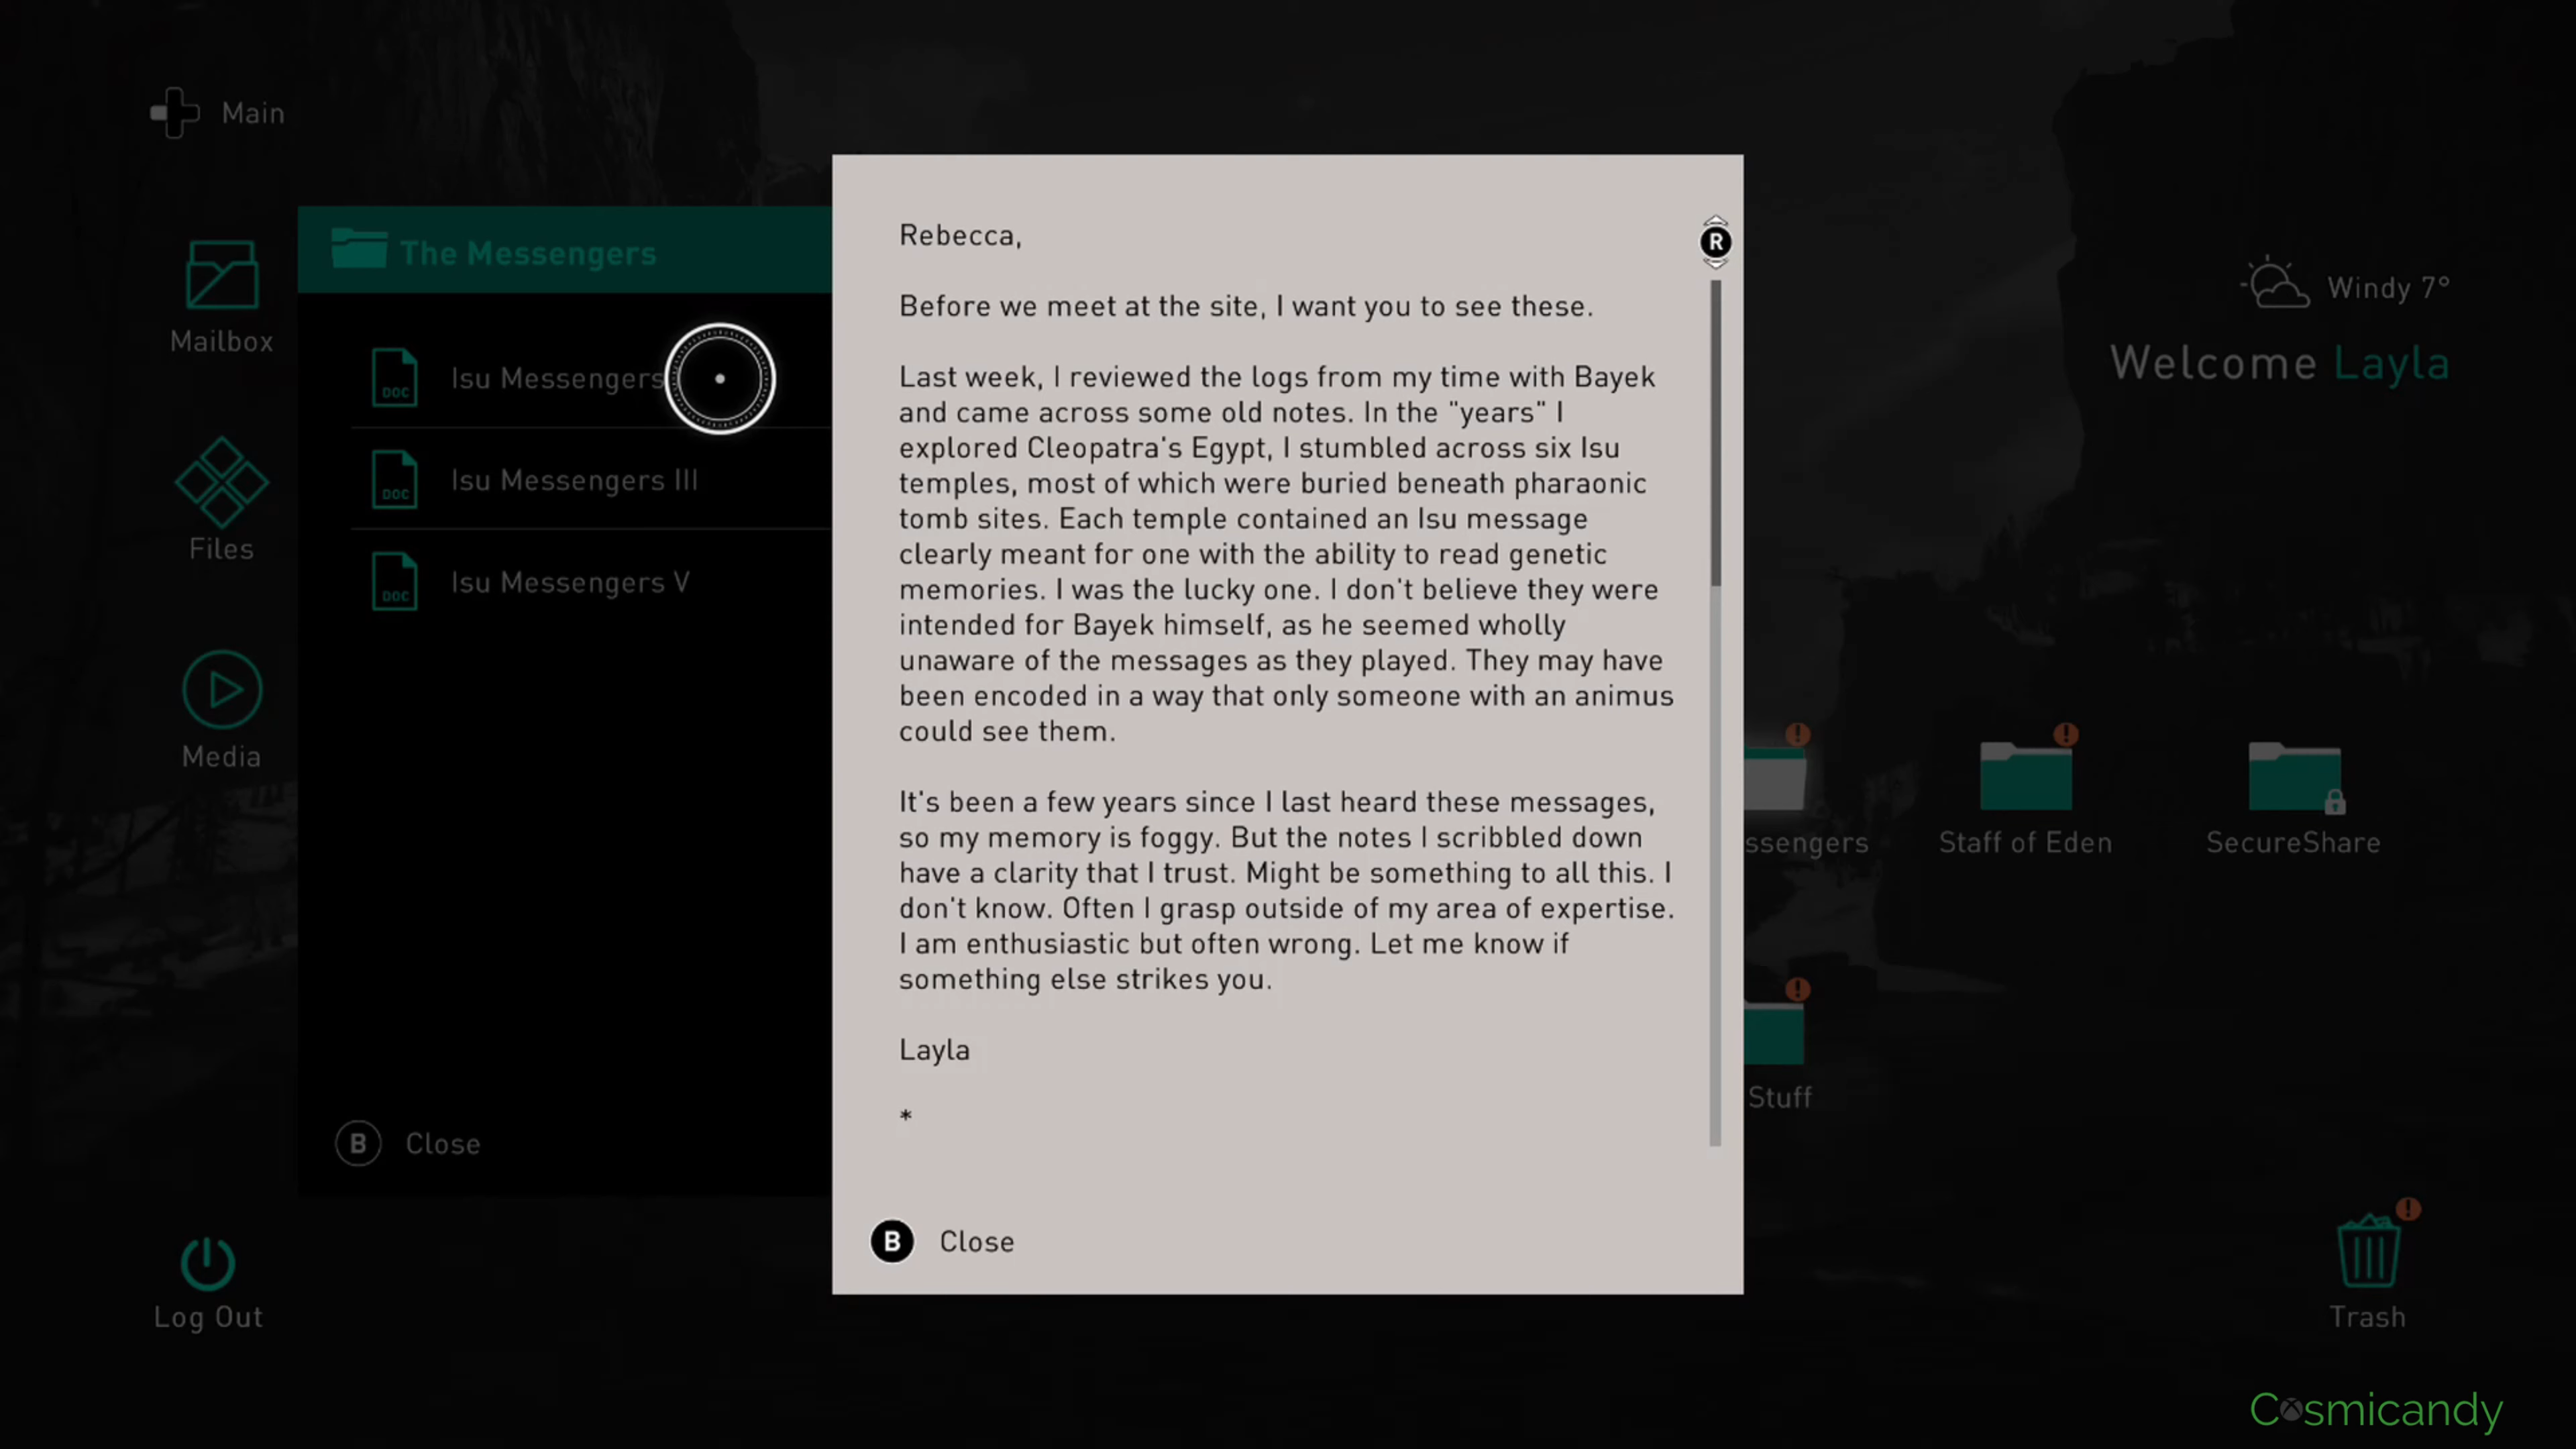 Main
The Messengers
Mailbox
Isu Messengers
DOC
Isu Messengers III
DOC
Files
Isu Messengers V
DOC
Media
B Close
Log Out
Rebecca,
R
Before we meet at the site, I want you to see these.
Last week, I reviewed the logs from my time with Bayek
and came across some old notes. In the "years" I
explored Cleopatra's Egypt, I stumbled across six Isu
temples, most of which were buried beneath pharaonic
tomb sites. Each temple contained an Isu message
clearly meant for one with the ability to read genetic
memories. I was the lucky one. I don't believe they were
intended for Bayek himself, as he seemed wholly
unaware of the messages as they played. They may have
been encoded in a way that only someone with an animus
could see them.
It's been a few years since I last heard these messages,
so my memory is foggy. But the notes I scribbled down
have a clarity that I trust. Might be something to all this. I
don't know. Often I grasp outside of my area of expertise.
I am enthusiastic but often wrong. Let me know if
something else strikes you.
Layla
*
B Close
Windy 7°
Welcome Layla
ssengers
Staff of Eden
SecureShare
Stuff
Trash
Cosmicandy